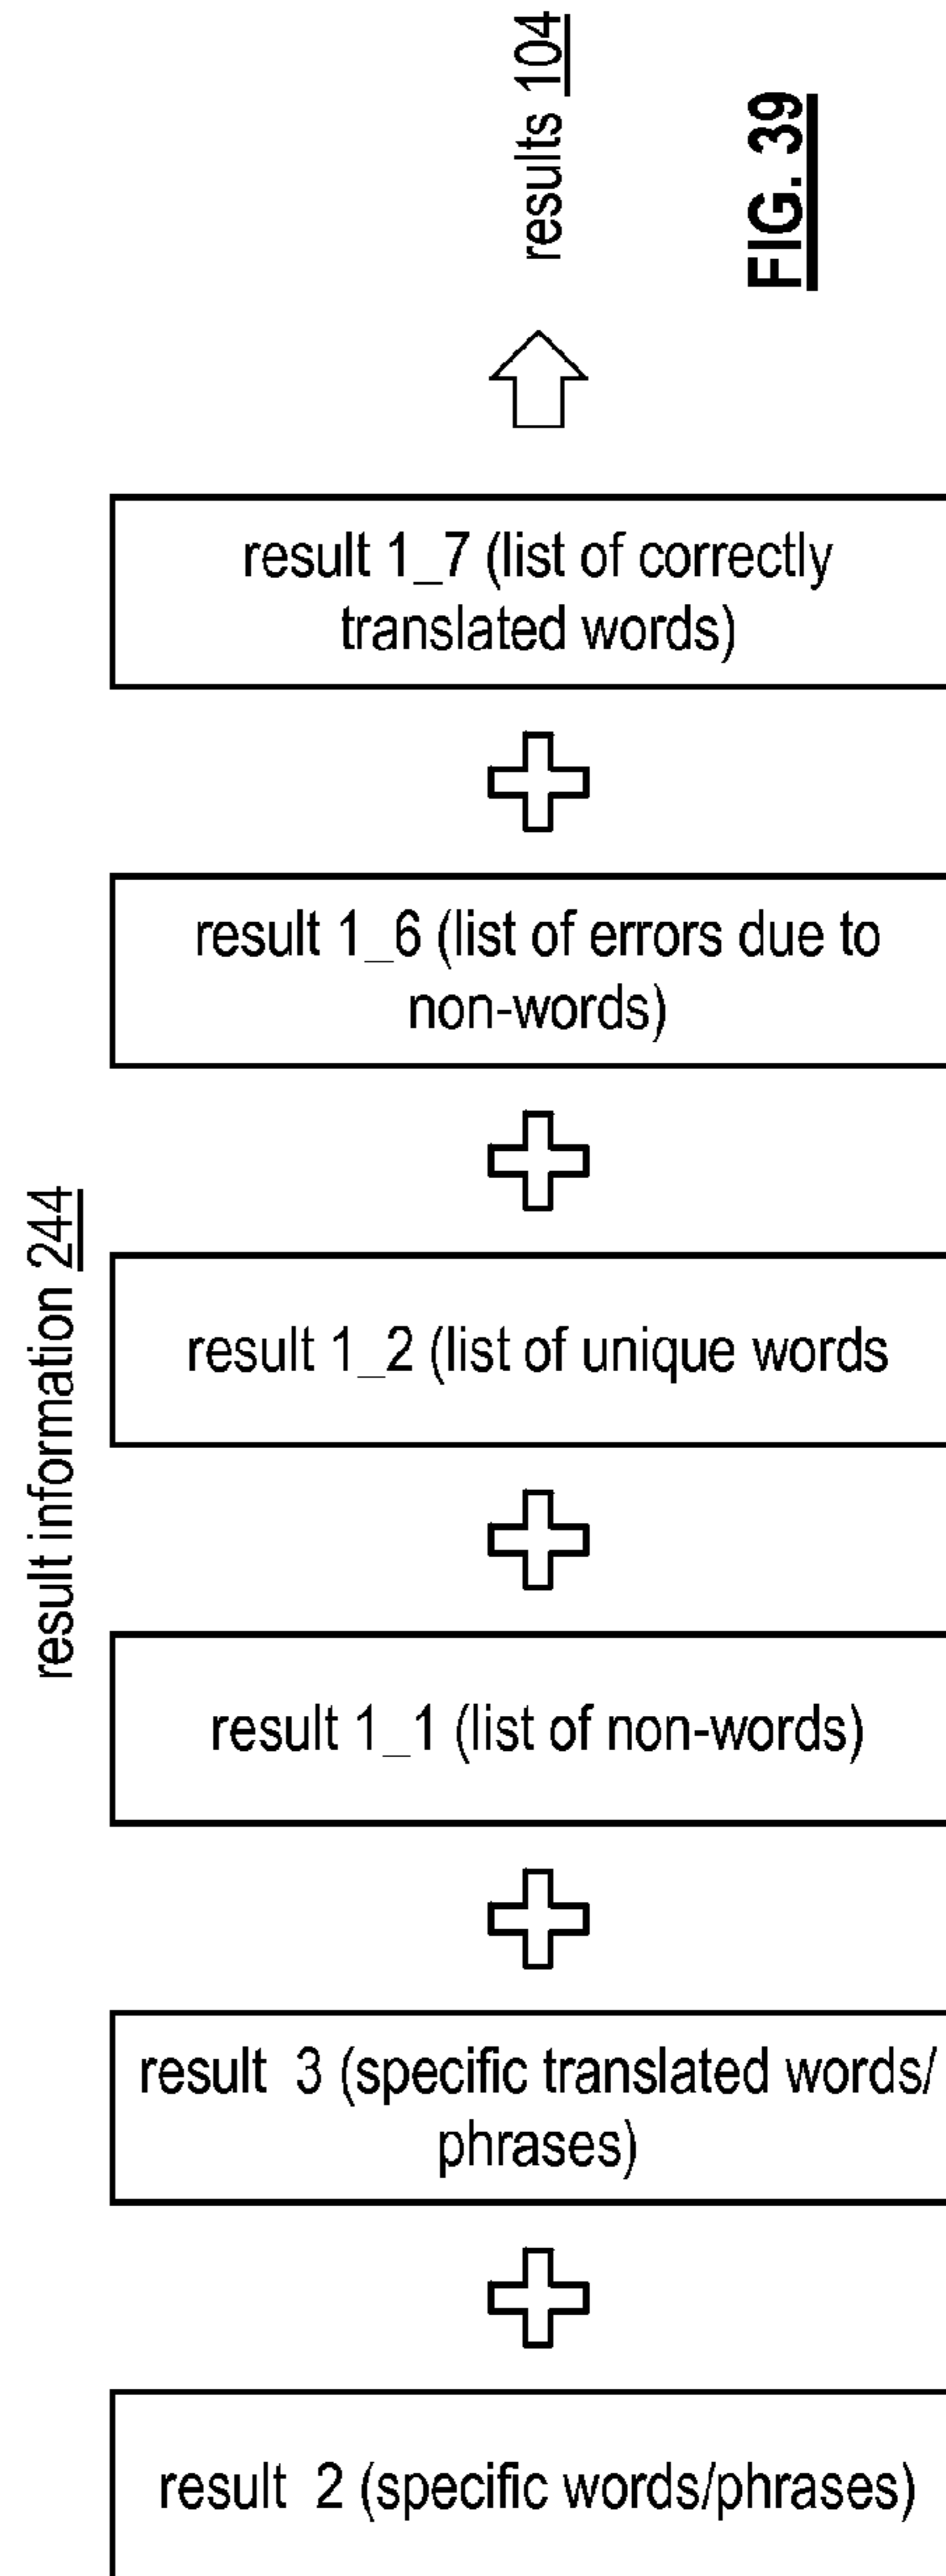 results 104
FIG. 39
result information 244
result 1_7 (list of correctly
translated words)
result 1_6 (list of errors due to
non-words)
result 1_2 (list of unique words
result 1_1 (list of non-words)
result 3 (specific translated words/
phrases)
result 2 (specific words/phrases)